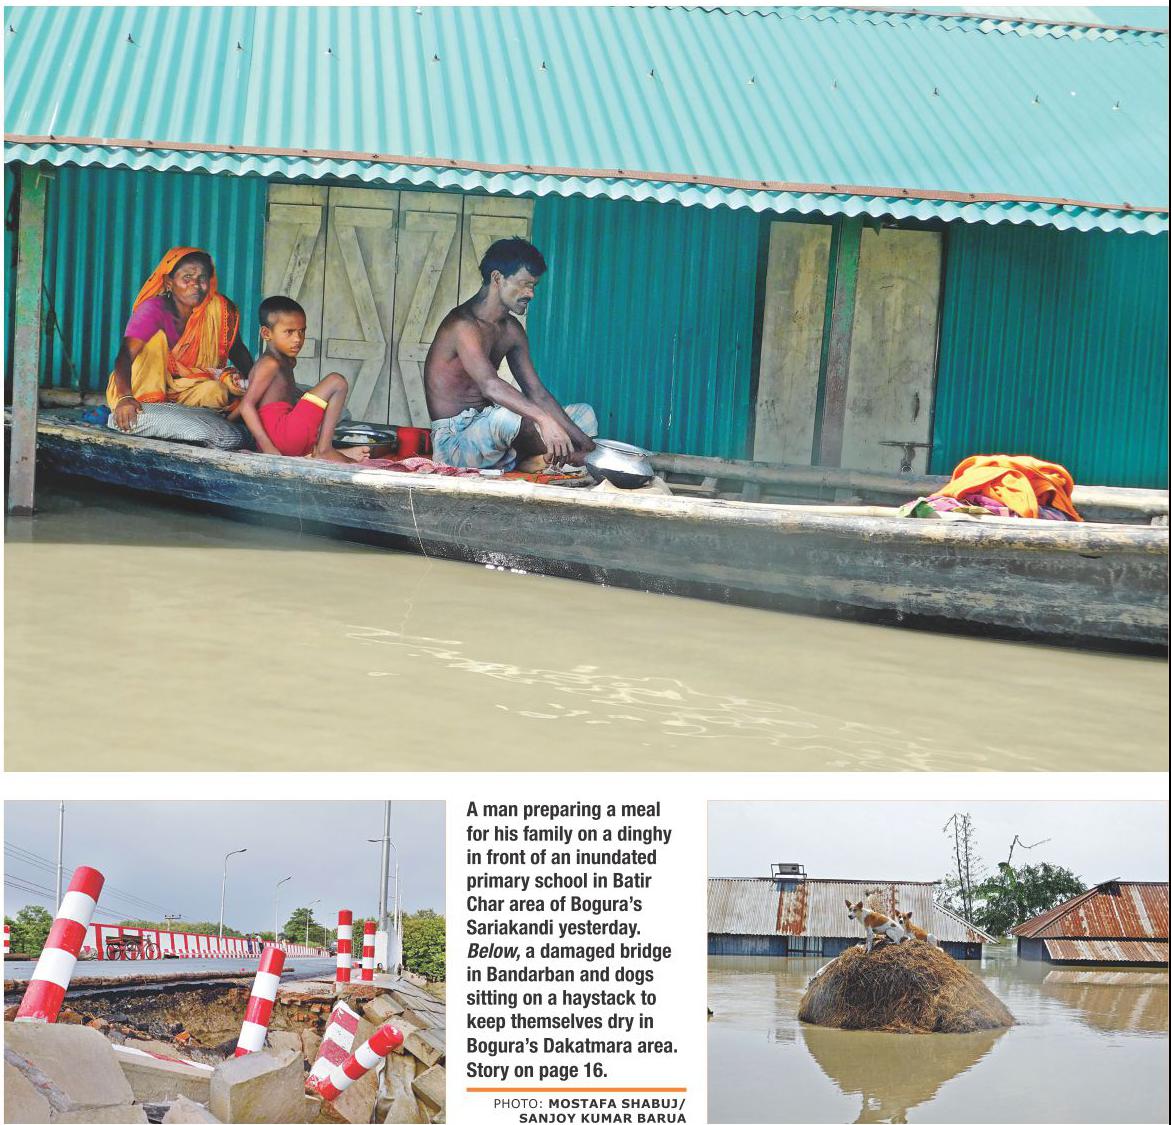 A man preparing a meal
for his family on a dinghy
in front of an inundated
primary school in Batir
Char area of Bogura’s
Sariakandi yesterday.
Below, a damaged bridge
in Bandarban and dogs
sitting on a haystack to
keep themselves dry in
Bogura’s Dakatmara area.
Story on page 16.
PHOTO: MOSTAFA SHABUJ/
SANJOY KUMAR BARUA